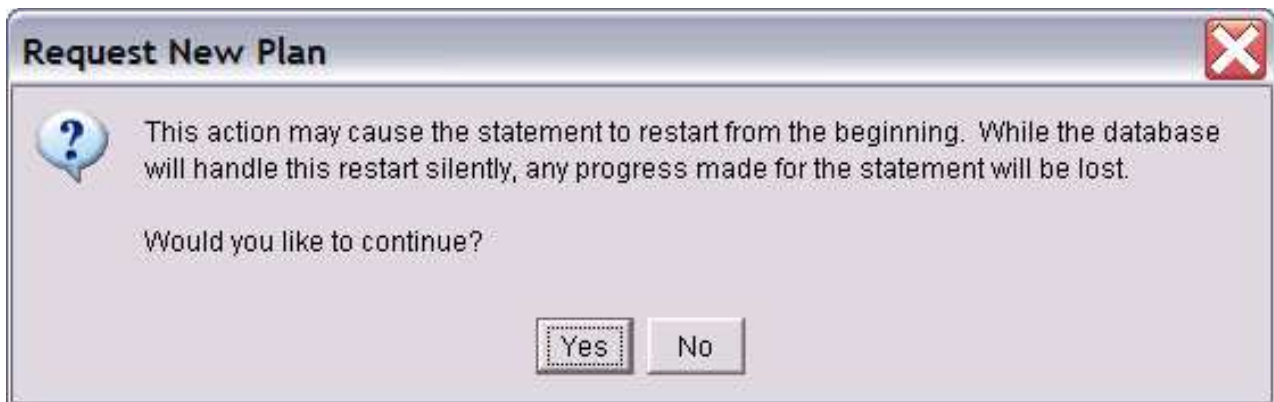 Request New Plan
This action may cause the statement to restart from the beginning. While the database
will handle this restart silently, any progress made for the statement will be lost.
Would you like to continue?
Yes No